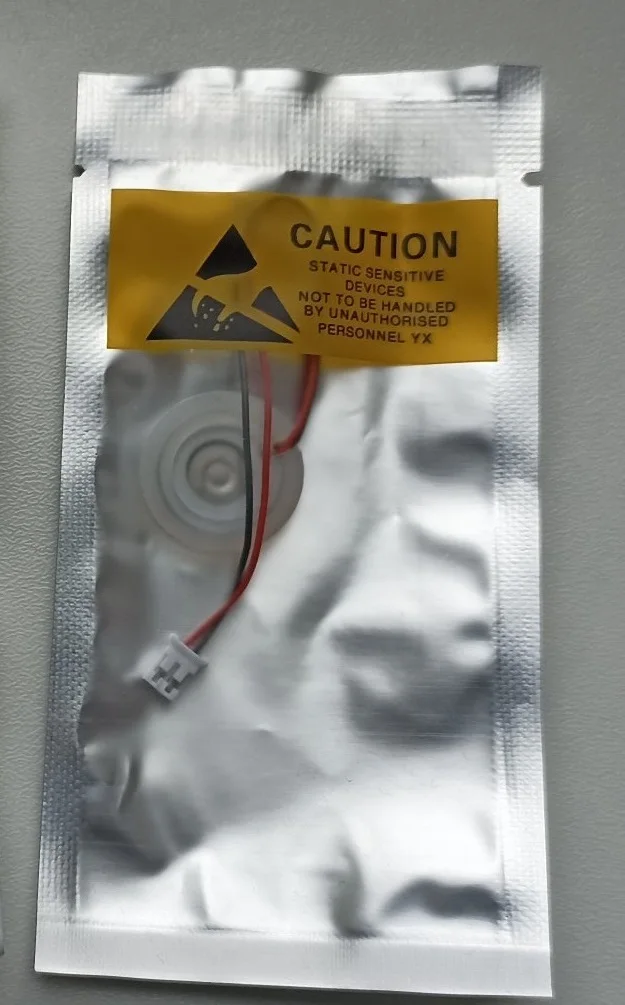 CAUTION
STATIC SENSITIVE
DEVICES
NOT TO BE HANDLED
BY UNAUTHORISED
PERSONNEL YX